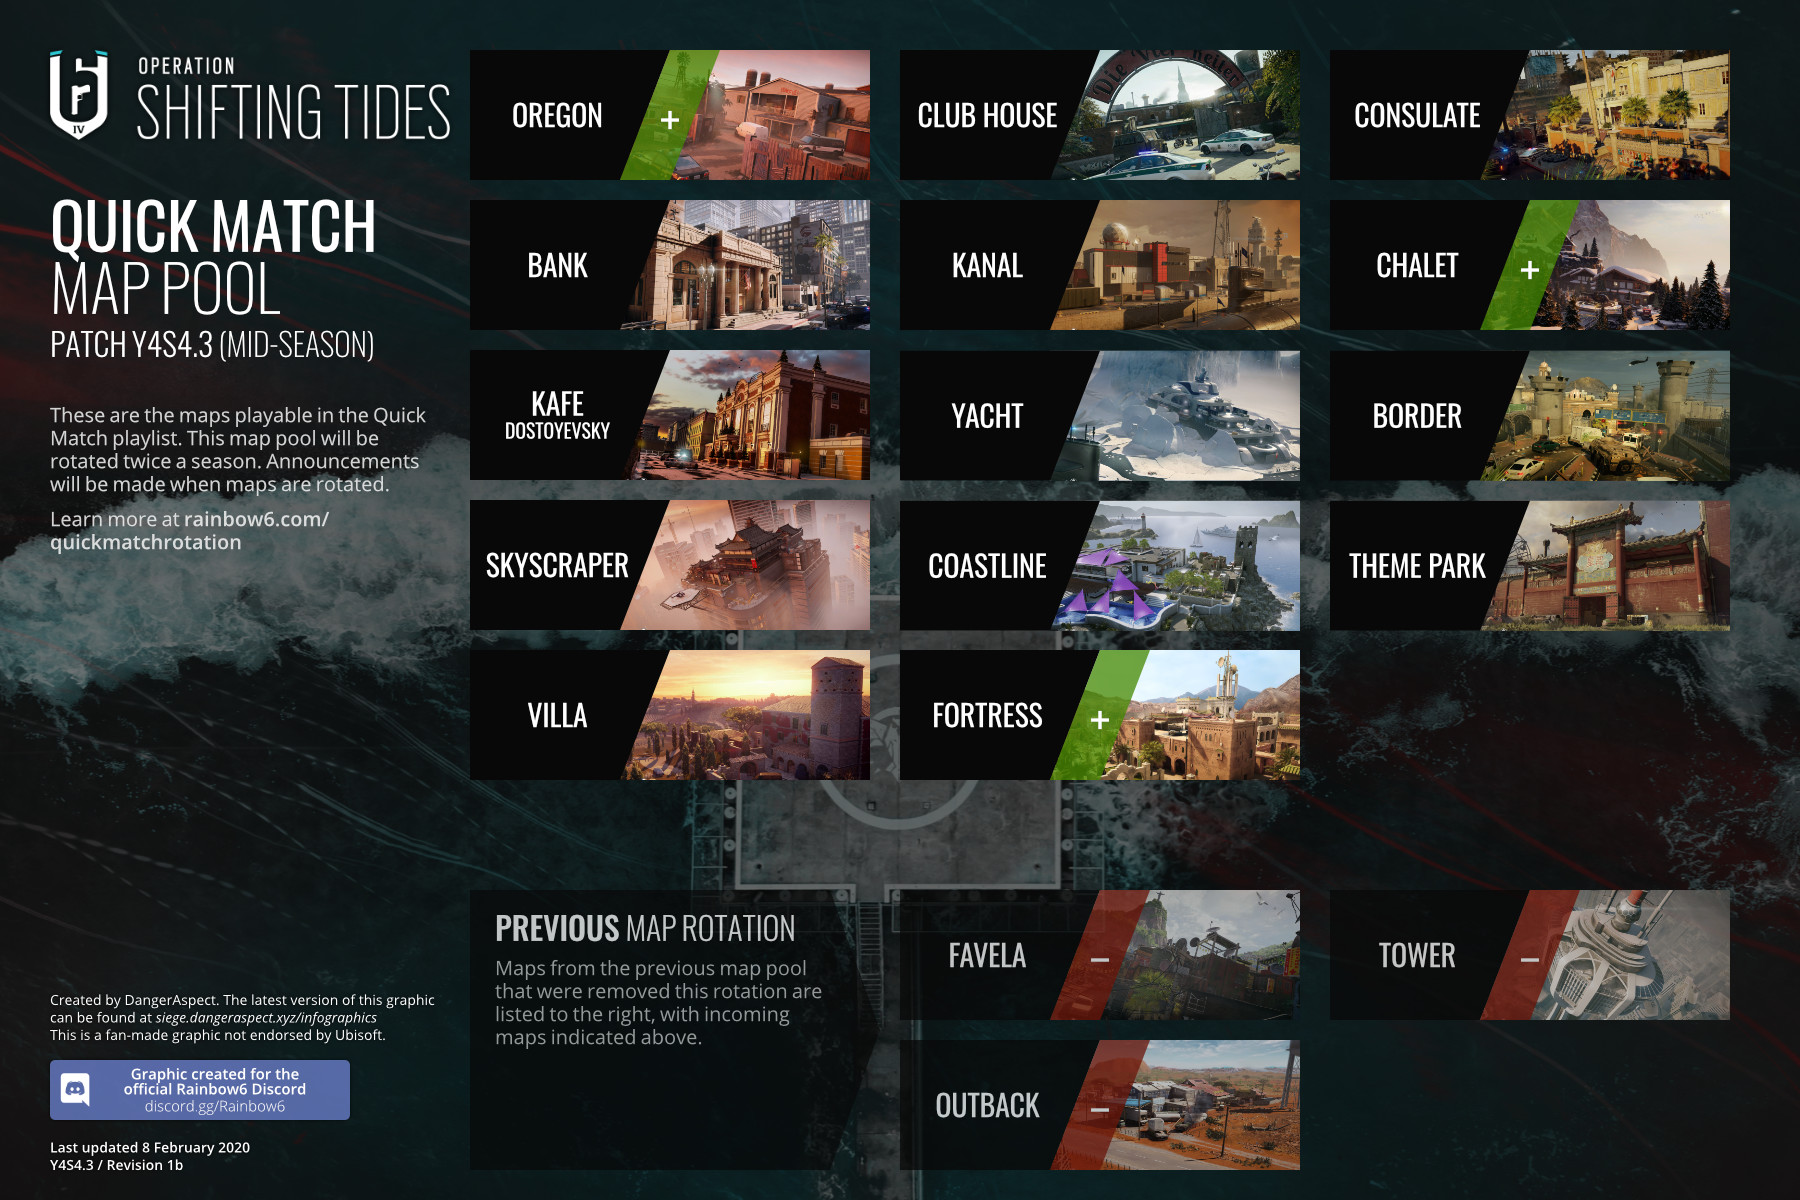 OPERATION
SHIFTING TIDES
IV
QUICK MATCH
MAP POOL
PATCH Y4S4.3 (MID-SEASON)
These are the maps playable in the Quick
Match playlist. This map pool will be
rotated twice a season. Announcements
will be made when maps are rotated.
Learn more at rainbow6.com/
quickmatchrotation
OREGON
+
CLUB HOUSE
CONSULATE
BANK
KANAL
CHALET
+
KAFE
DOSTOYEVSKY
YACHT
BORDER
SKYSCRAPER
COASTLINE
THEME PARK
VILLA
FORTRESS
+
PREVIOUS MAP ROTATION
Maps from the previous map pool
that were removed this rotation are
listed to the right, with incoming
maps indicated above.
FAVELA
–
TOWER
–
OUTBACK
–
Created by DangerAspect. The latest version of this graphic
can be found at siege.dangeraspect.xyz/infographics
This is a fan-made graphic not endorsed by Ubisoft.
Graphic created for the
official Rainbow6 Discord
discord.gg/Rainbow6
Last updated 8 February 2020
Y4S4.3 / Revision 1b